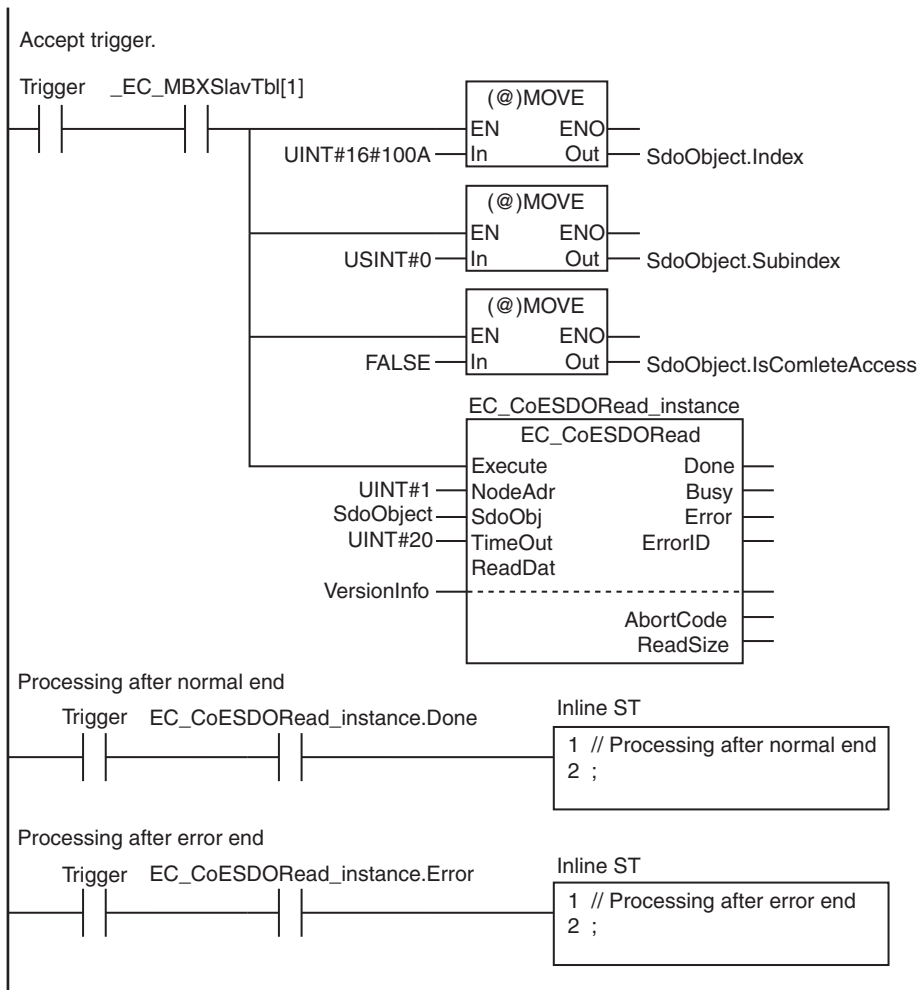 Accept trigger.
Trigger _EC_MBXSlavTbl[1]
(@)MOVE
EN ENO
UINT#16#100A In Out SdoObject.Index
(@)MOVE
EN ENO
USINT#0 In Out SdoObject.Subindex
(@)MOVE
EN ENO
FALSE In Out SdoObject.IsComleteAccess
EC_CoESDORead_instance
EC_CoESDORead
Execute Done
UINT#1 NodeAdr Busy
SdoObject SdoObj Error
UINT#20 TimeOut ErrorID
ReadDat
VersionInfo
AbortCode
ReadSize
Processing after normal end
Trigger EC_CoESDORead_instance.Done
Inline ST
1 // Processing after normal end
2 ;
Processing after error end
Trigger EC_CoESDORead_instance.Error
Inline ST
1 // Processing after error end
2 ;